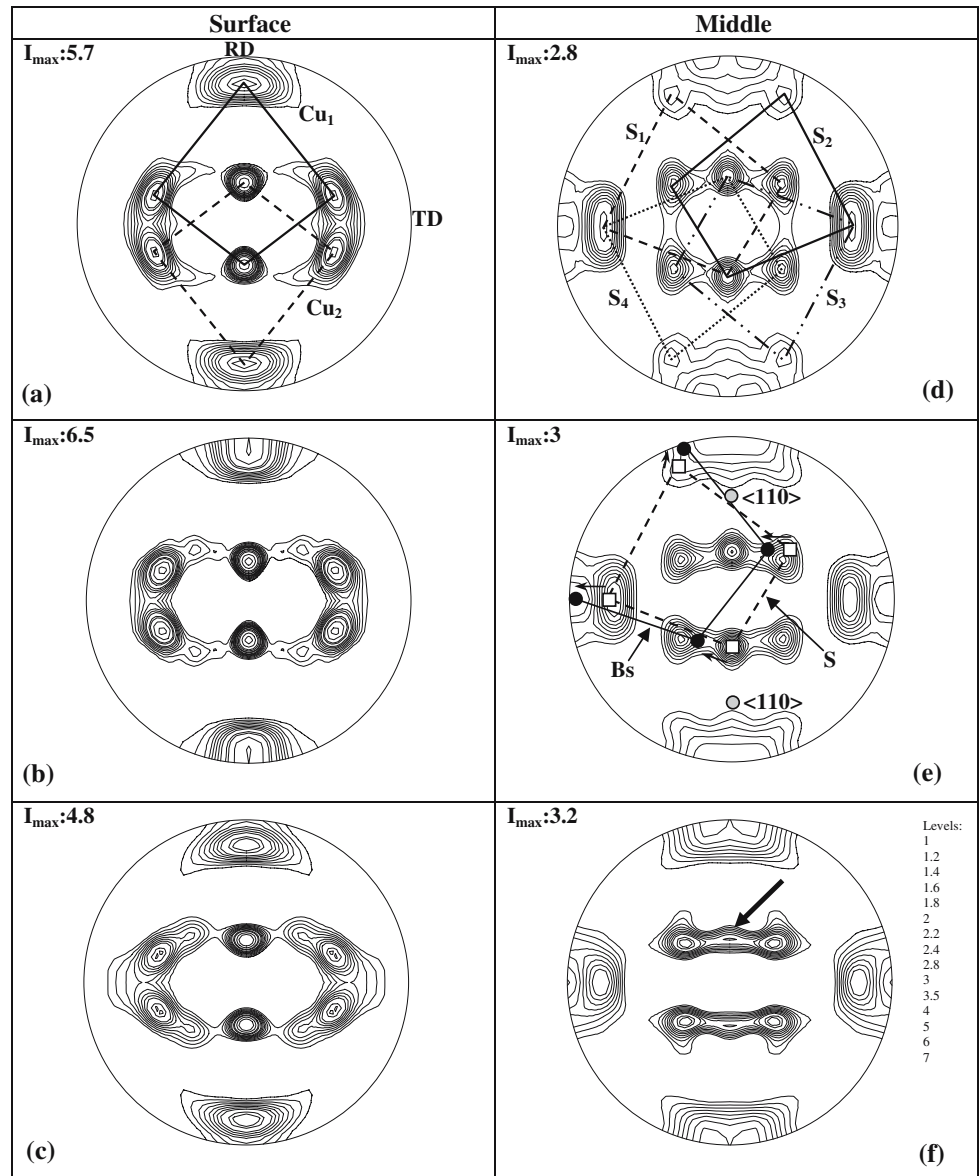 Surface
Middle
Imax:5.7
RD
Cu1
TD
Cu2
(a)
Imax:2.8
S1
S2
S4
S3
(d)
Imax:6.5
(b)
Imax:3
<110>
<110>
Bs
S
(e)
Imax:4.8
(c)
Imax:3.2
Levels:
1
1.2
1.4
1.6
1.8
2
2.2
2.4
2.8
3
3.5
4
5
6
7
(f)